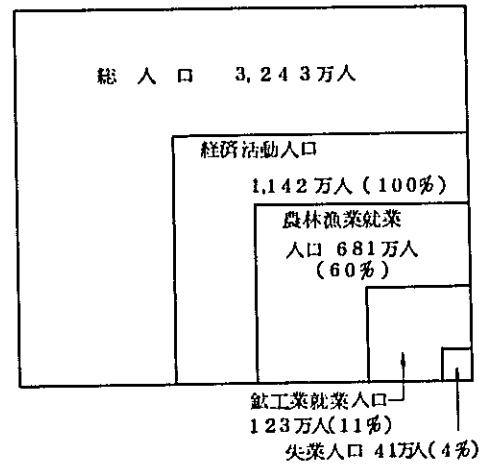 総人口 3,243万人
経済活動人口
1,142万人(100%)
農林漁業就業
人口 681万人
(60%)
鉱工業就業人口
123万人(11%)
失業人口 41万人(4%)